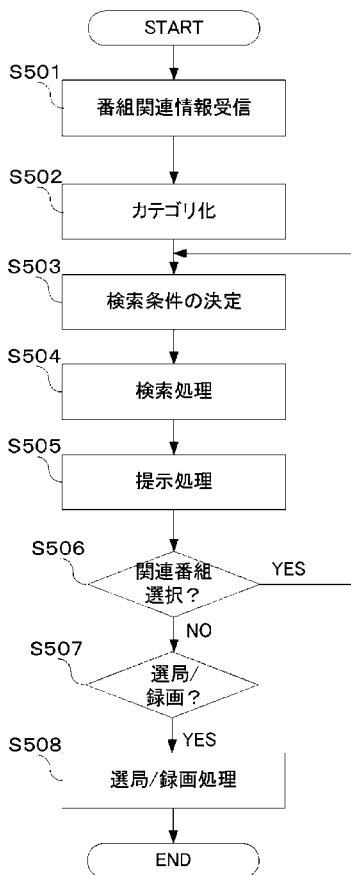 START
S501
番組関連情報受信
S502
カテゴリ化
S503
検索条件の決定
S504
検索処理
S505
提示処理
S506
関連番組
選択？
YES
NO
S507
選局/
録画？
YES
S508
選局/録画処理
END